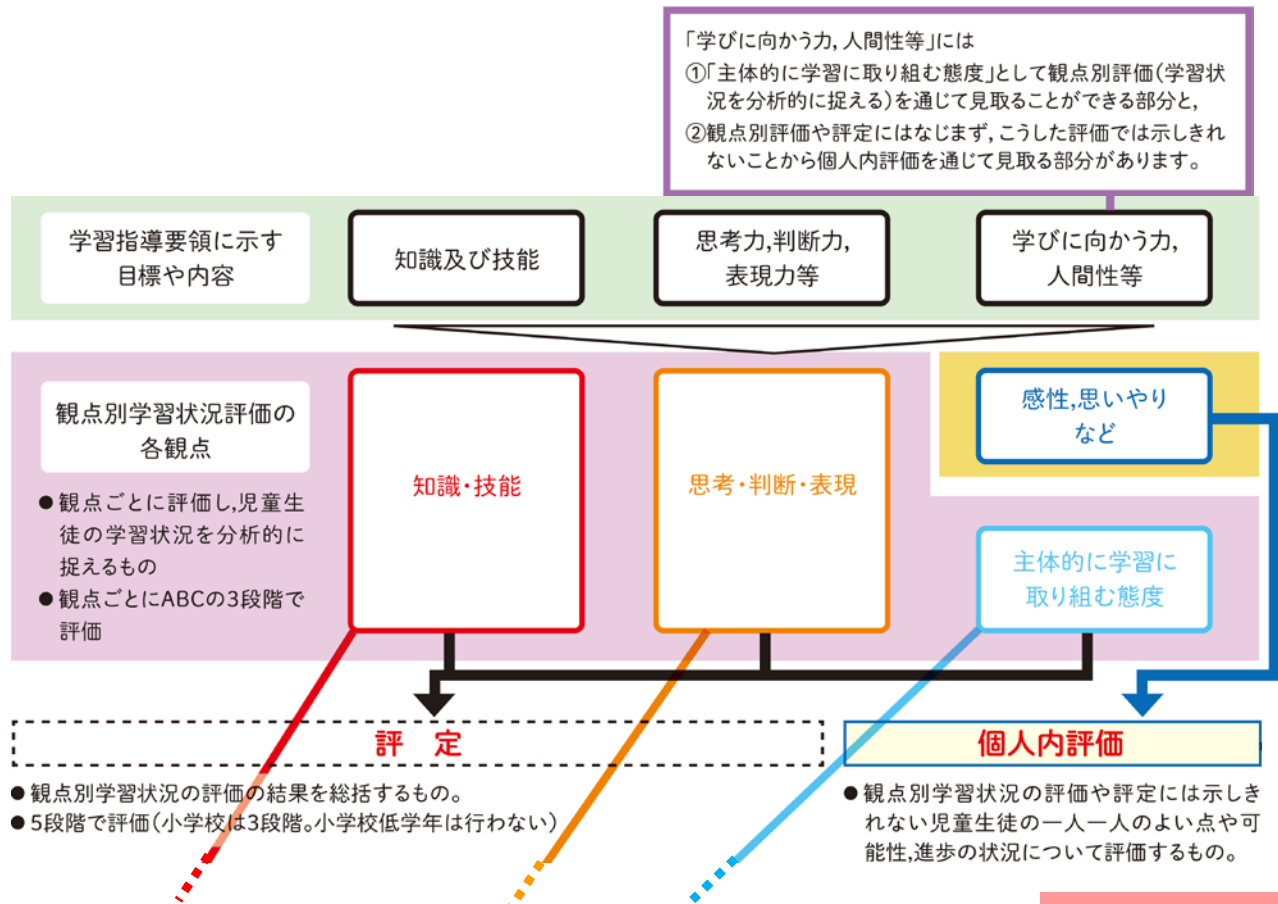 「学びに向かう力,人間性等」には
①「主体的に学習に取り組む態度」として観点別評価(学習状
況を分析的に捉える)を通じて見取ることができる部分と,
②観点別評価や評定にはなじまず,こうした評価では示しきれ
ないことから個人内評価を通じて見取る部分があります。
学習指導要領に示す
目標や内容
知識及び技能
思考力,判断力,
表現力等
学びに向かう力,
人間性等
観点別学習状況評価の
各観点
●観点ごとに評価し,児童生
徒の学習状況を分析的に
捉えるもの
●観点ごとにABCの3段階で
評価
知識・技能
思考・判断・表現
感性,思いやり
など
主体的に学習に
取り組む態度
評 定
●観点別学習状況の評価の結果を総括するもの。
●5段階で評価(小学校は3段階。小学校低学年は行わない)
個人内評価
●観点別学習状況の評価や評定には示しき
れない児童生徒の一人一人のよい点や可
能性,進歩の状況について評価するもの。